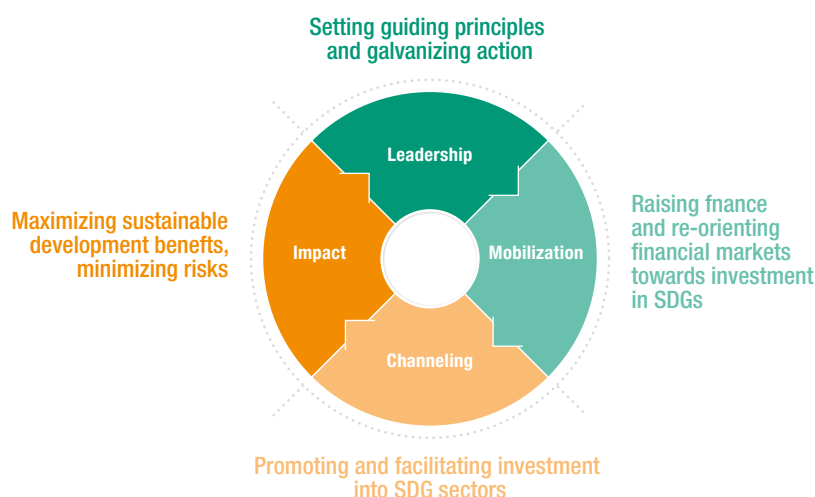 Setting guiding principles
and galvanizing action
Leadership
Maximizing sustainable
development benefts,
minimizing risks
Impact
Mobilization
Raising fnance
and re-orienting
financial markets
towards investment
in SDGs
Channeling
Promoting and facilitating investment
into SDG sectors